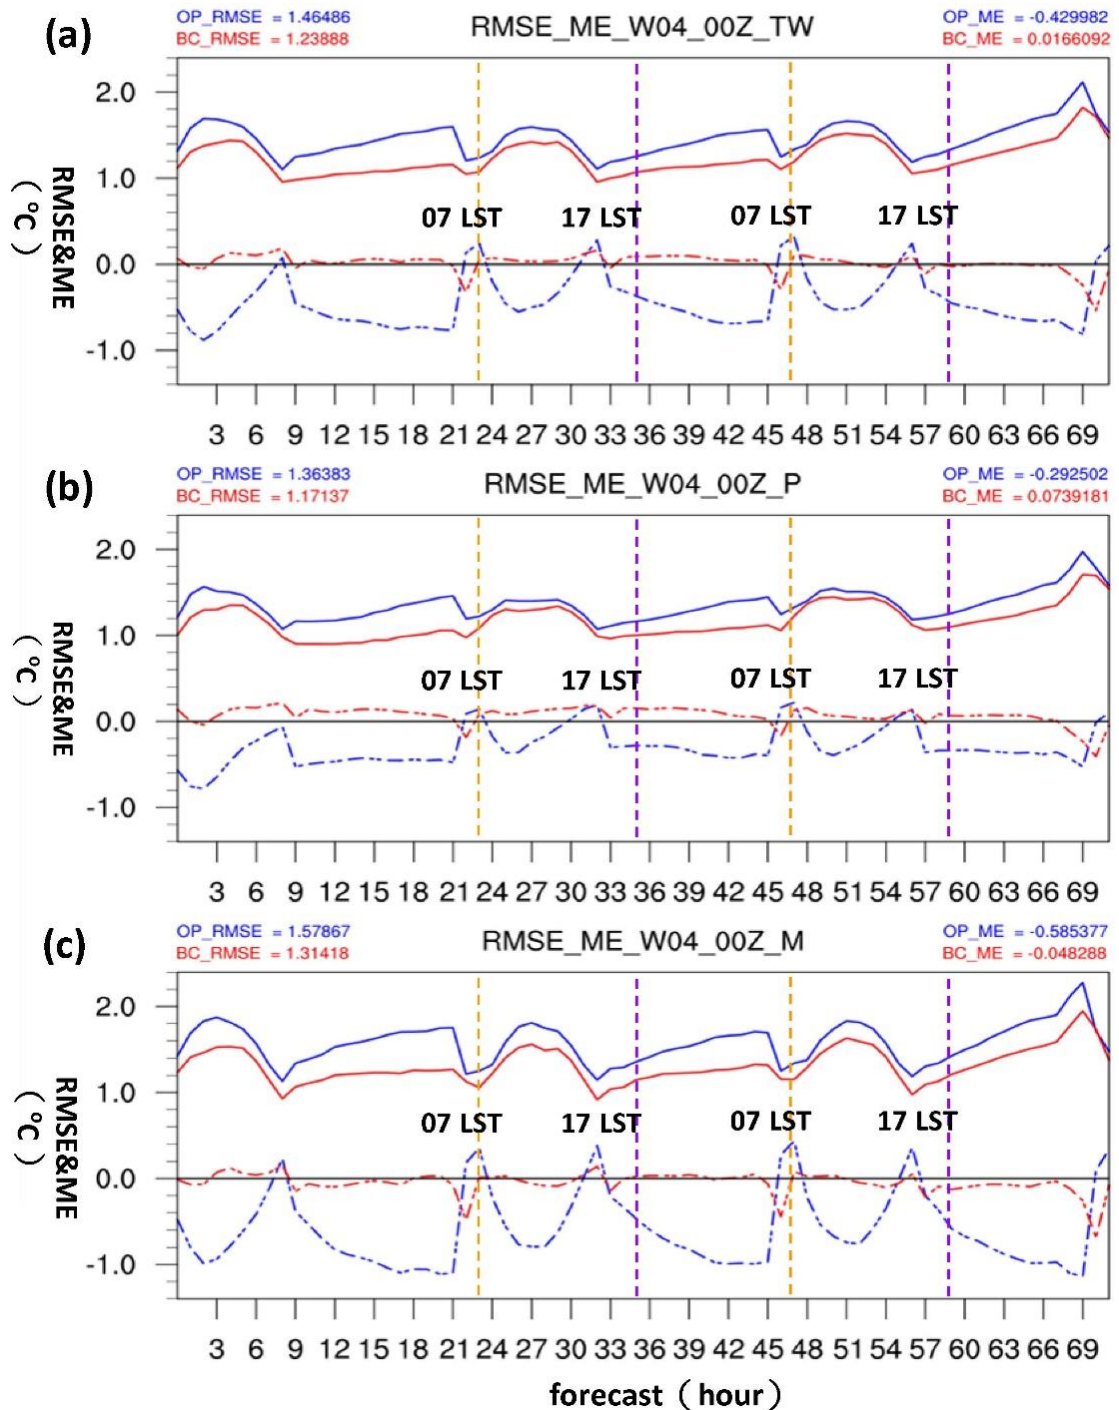 (a)
OP_RMSE = 1.46486
BC_RMSE = 1.23888
RMSE_ME_W04_00Z_TW
OP_ME = -0.429982
BC_ME = 0.0166092
2.0
1.0
0.0
-1.0
RMSE&ME
(℃)
07 LST 17 LST 07 LST 17 LST
3 6 9 12 15 18 21 24 27 30 33 36 39 42 45 48 51 54 57 60 63 66 69
(b)
OP_RMSE = 1.36383
BC_RMSE = 1.17137
RMSE_ME_W04_00Z_P
OP_ME = -0.292502
BC_ME = 0.0739181
2.0
1.0
0.0
-1.0
RMSE&ME
(℃)
07 LST 17 LST 07 LST 17 LST
3 6 9 12 15 18 21 24 27 30 33 36 39 42 45 48 51 54 57 60 63 66 69
(c)
OP_RMSE = 1.57867
BC_RMSE = 1.31418
RMSE_ME_W04_00Z_M
OP_ME = -0.585377
BC_ME = -0.048288
2.0
1.0
0.0
-1.0
RMSE&ME
(℃)
07 LST 17 LST 07 LST 17 LST
3 6 9 12 15 18 21 24 27 30 33 36 39 42 45 48 51 54 57 60 63 66 69
forecast（hour）